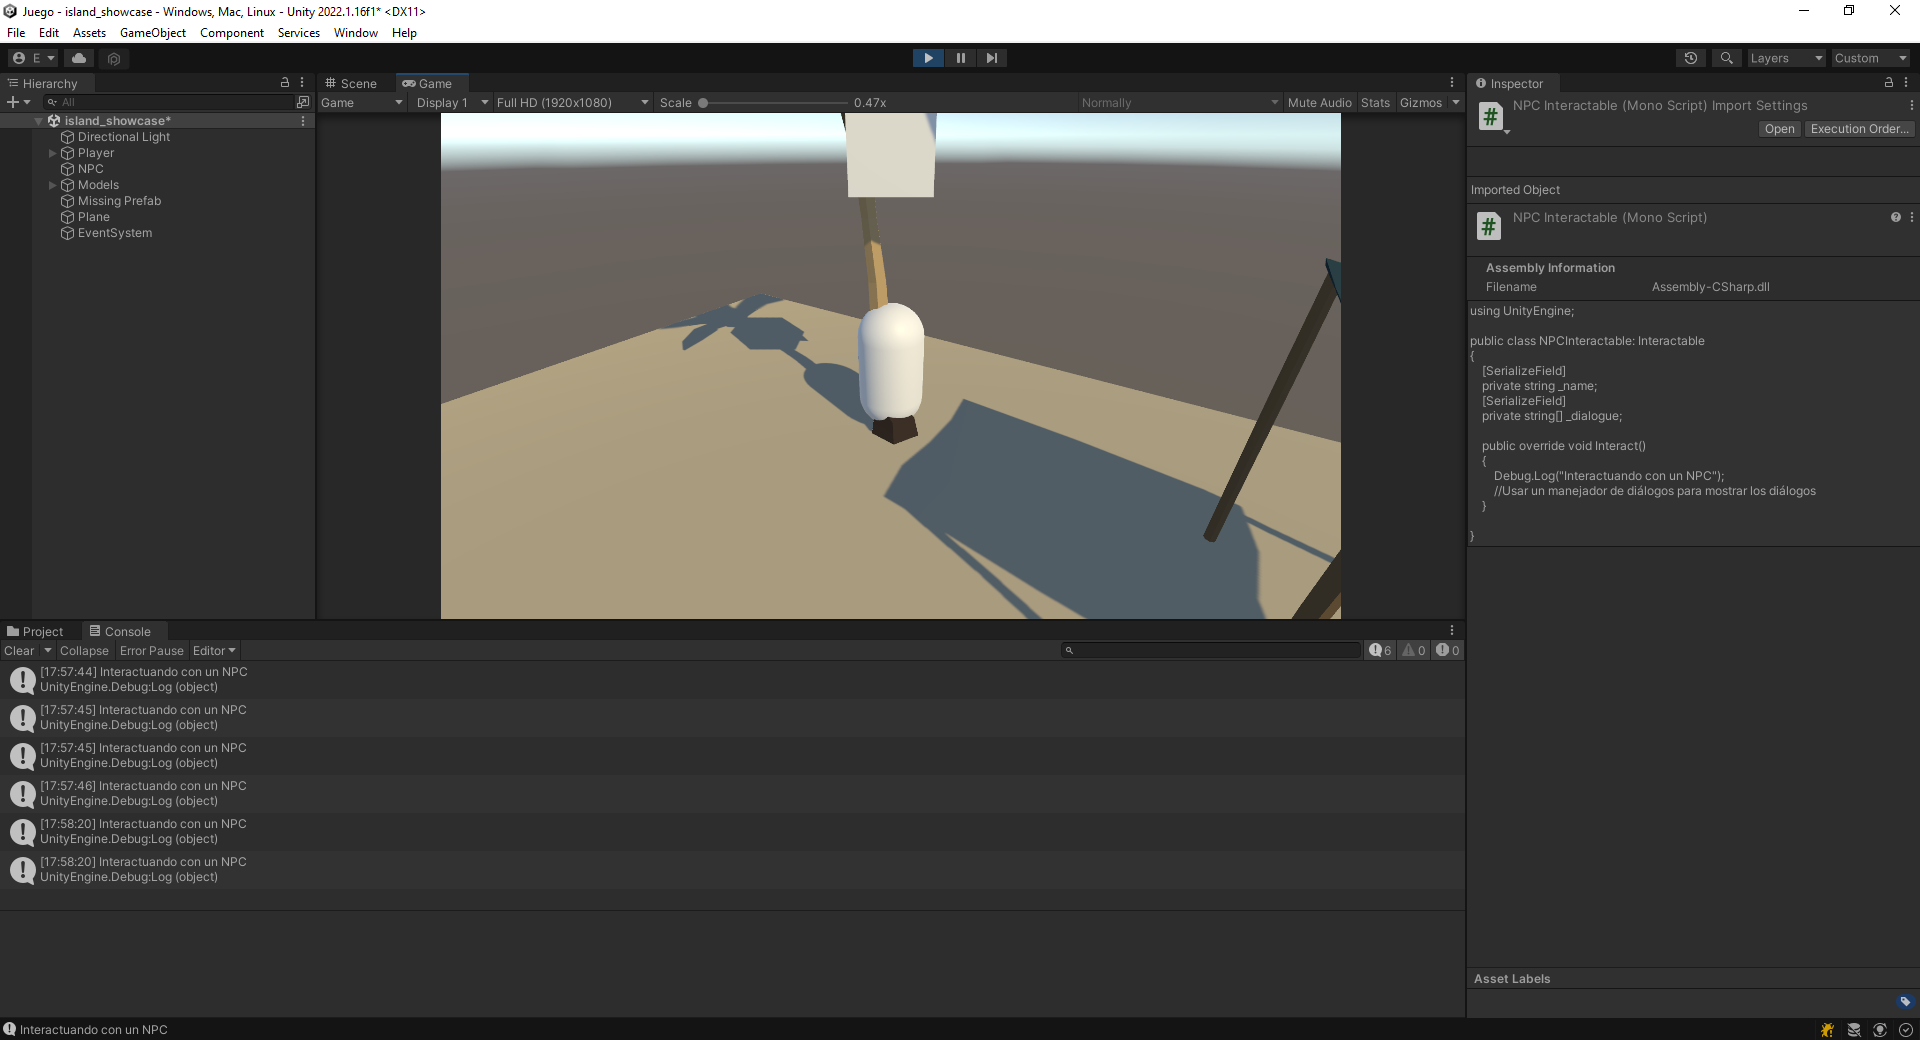 Juego - island_showcase - Windows, Mac, Linux - Unity 2022.1.16f1* <DX11>
File Edit Assets GameObject Component Services Window Help
E Layers Custom
Hierarchy
All
island_showcase*
Directional Light
Player
NPC
Models
Missing Prefab
Plane
EventSystem
Scene Game
Game Display 1 Full HD (1920x1080) Scale 0.47x Normally Mute Audio Stats Gizmos
Inspector
NPC Interactable (Mono Script) Import Settings
Open Execution Order...
Imported Object
NPC Interactable (Mono Script)
Assembly Information
Filename Assembly-CSharp.dll
using UnityEngine;
public class NPCInteractable: Interactable
{
[SerializeField]
private string _name;
[SerializeField]
private string[] _dialogue;
public override void Interact()
{
Debug.Log("Interactuando con un NPC");
//Usar un manejador de diálogos para mostrar los diálogos
}
}
Asset Labels
Project Console
Clear Collapse Error Pause Editor 6 0 0
[17:57:44] Interactuando con un NPC
UnityEngine.Debug:Log (object)
[17:57:45] Interactuando con un NPC
UnityEngine.Debug:Log (object)
[17:57:45] Interactuando con un NPC
UnityEngine.Debug:Log (object)
[17:57:46] Interactuando con un NPC
UnityEngine.Debug:Log (object)
[17:58:20] Interactuando con un NPC
UnityEngine.Debug:Log (object)
[17:58:20] Interactuando con un NPC
UnityEngine.Debug:Log (object)
Interactuando con un NPC